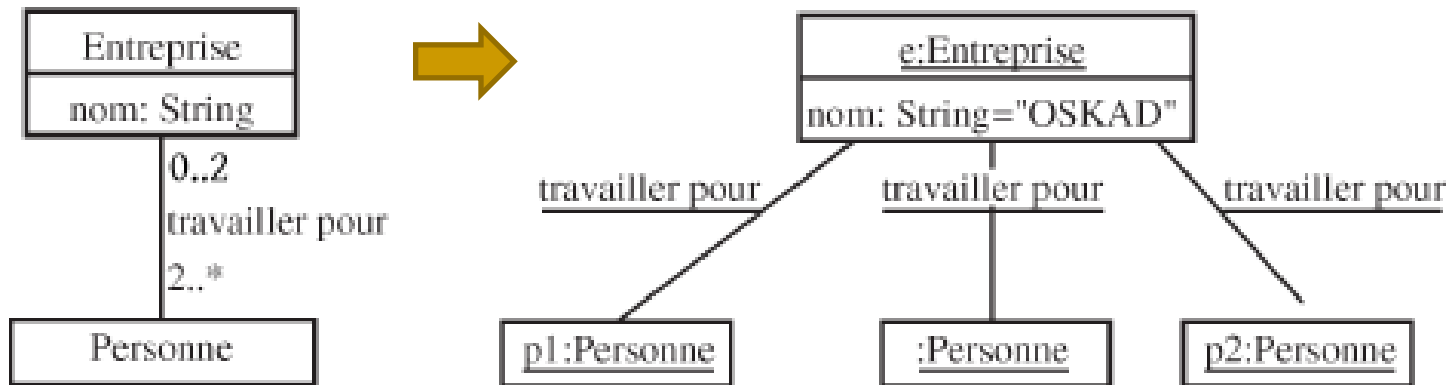 Entreprise
nom: String
0..2
travailler pour
2..*
Personne
e:Entreprise
nom: String="OSKAD"
travailler pour
travailler pour
travailler pour
p1:Personne
:Personne
p2:Personne